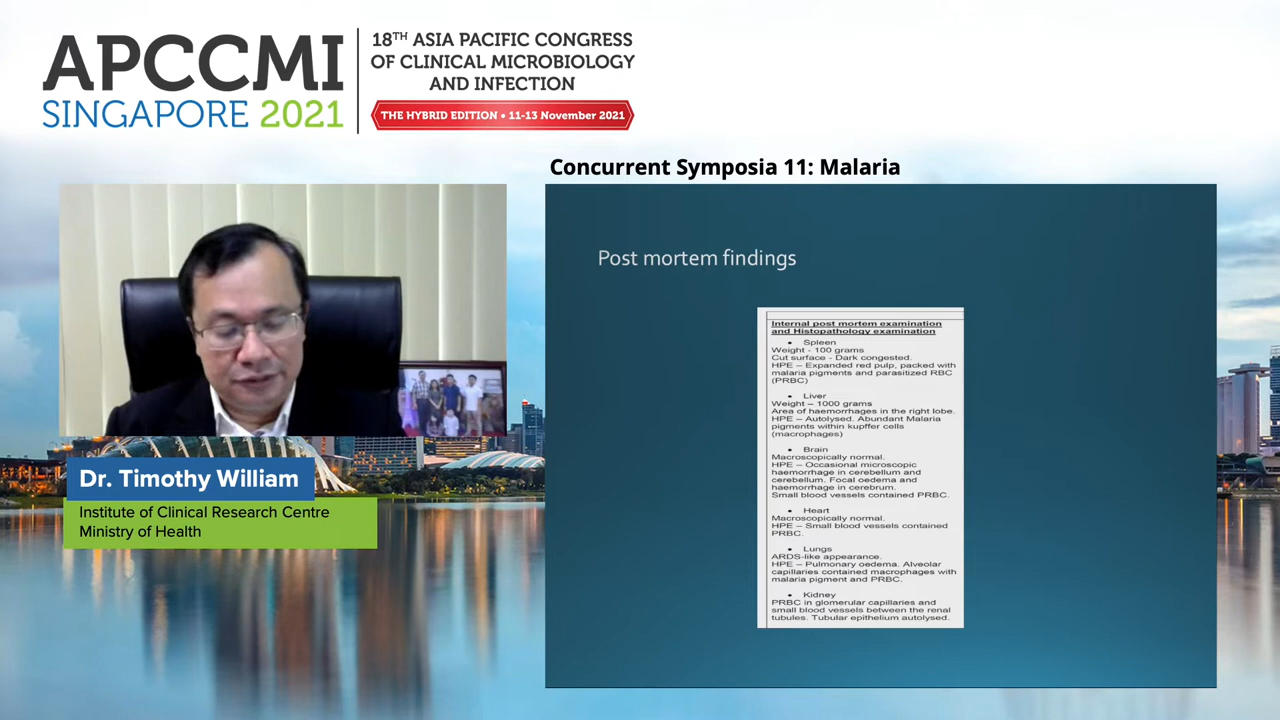 APCCMI
SINGAPORE 2021
18TH ASIA PACIFIC CONGRESS
OF CLINICAL MICROBIOLOGY
AND INFECTION
THE HYBRID EDITION • 11-13 November 2021
Concurrent Symposia 11: Malaria
Post mortem findings
Internal post mortem examination
and Histopathology examination
• Spleen
Weight - 100 grams
Cut surface - Dark congested.
HPE – Expanded red pulp, packed with
malaria pigments and parasitized RBC
(PRBC)
• Liver
Weight – 1000 grams
Area of haemorrhages in the right lobe.
HPE – Autolysed. Abundant Malaria
pigments within kupffer cells
(macrophages)
• Brain
Macroscopically normal.
HPE – Occasional microscopic
haemorrhage in cerebellum and
cerebellum. Focal oedema and
haemorrhage in cerebrum.
Small blood vessels contained PRBC.
• Heart
Macroscopically normal.
HPE – Small blood vessels contained
PRBC.
• Lungs
ARDS-like appearance.
HPE – Pulmonary oedema. Alveolar
capillaries contained macrophages with
malaria pigment and PRBC.
• Kidney
PRBC in glomerular capillaries and
small blood vessels between the renal
tubules. Tubular epithelium autolysed.
Dr. Timothy William
Institute of Clinical Research Centre
Ministry of Health